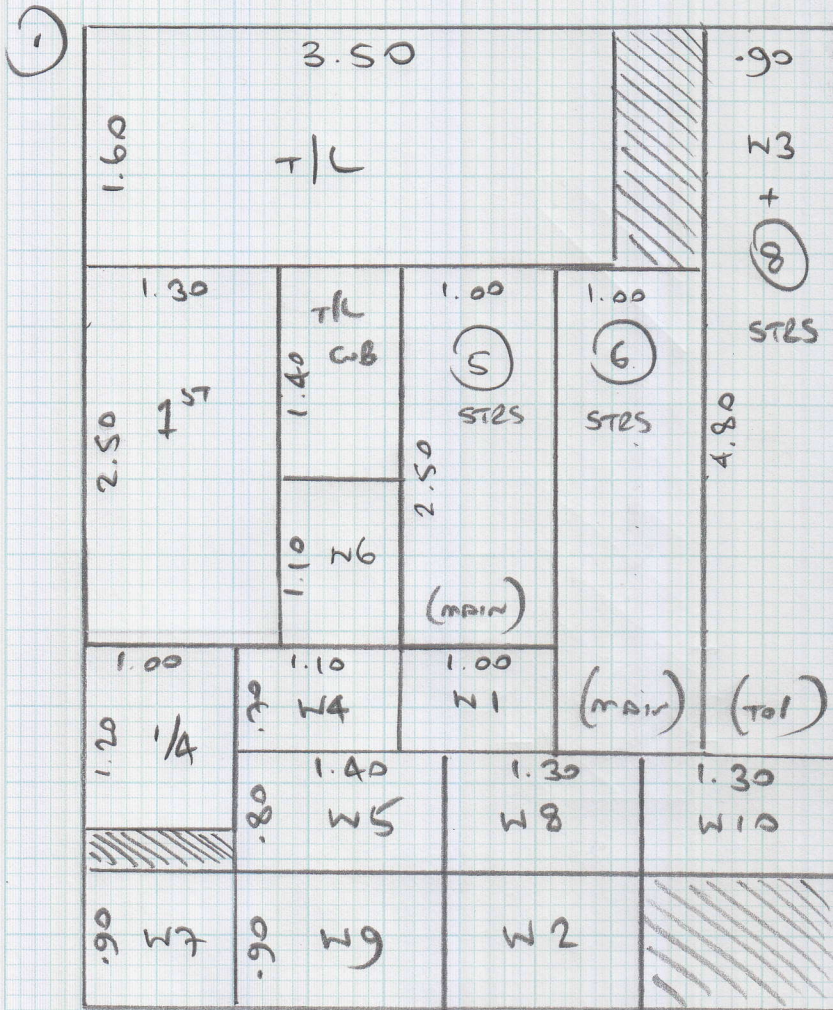 1
3.50
1.60
T/L
.90
W3
+
8
STRS
4.80
(TOP)
1.30
1ST
2.50
T/L
CUB
1.40
1.10
W6
1.00
5
STRS
2.50
(MAIN)
1.00
6
STRS
(MAIN)
1.00
1.20
1/4
1.10
.70
W4
1.00
W1
1.40
.80
W5
1.30
W8
1.30
W10
.90
W7
.90
W9
W2